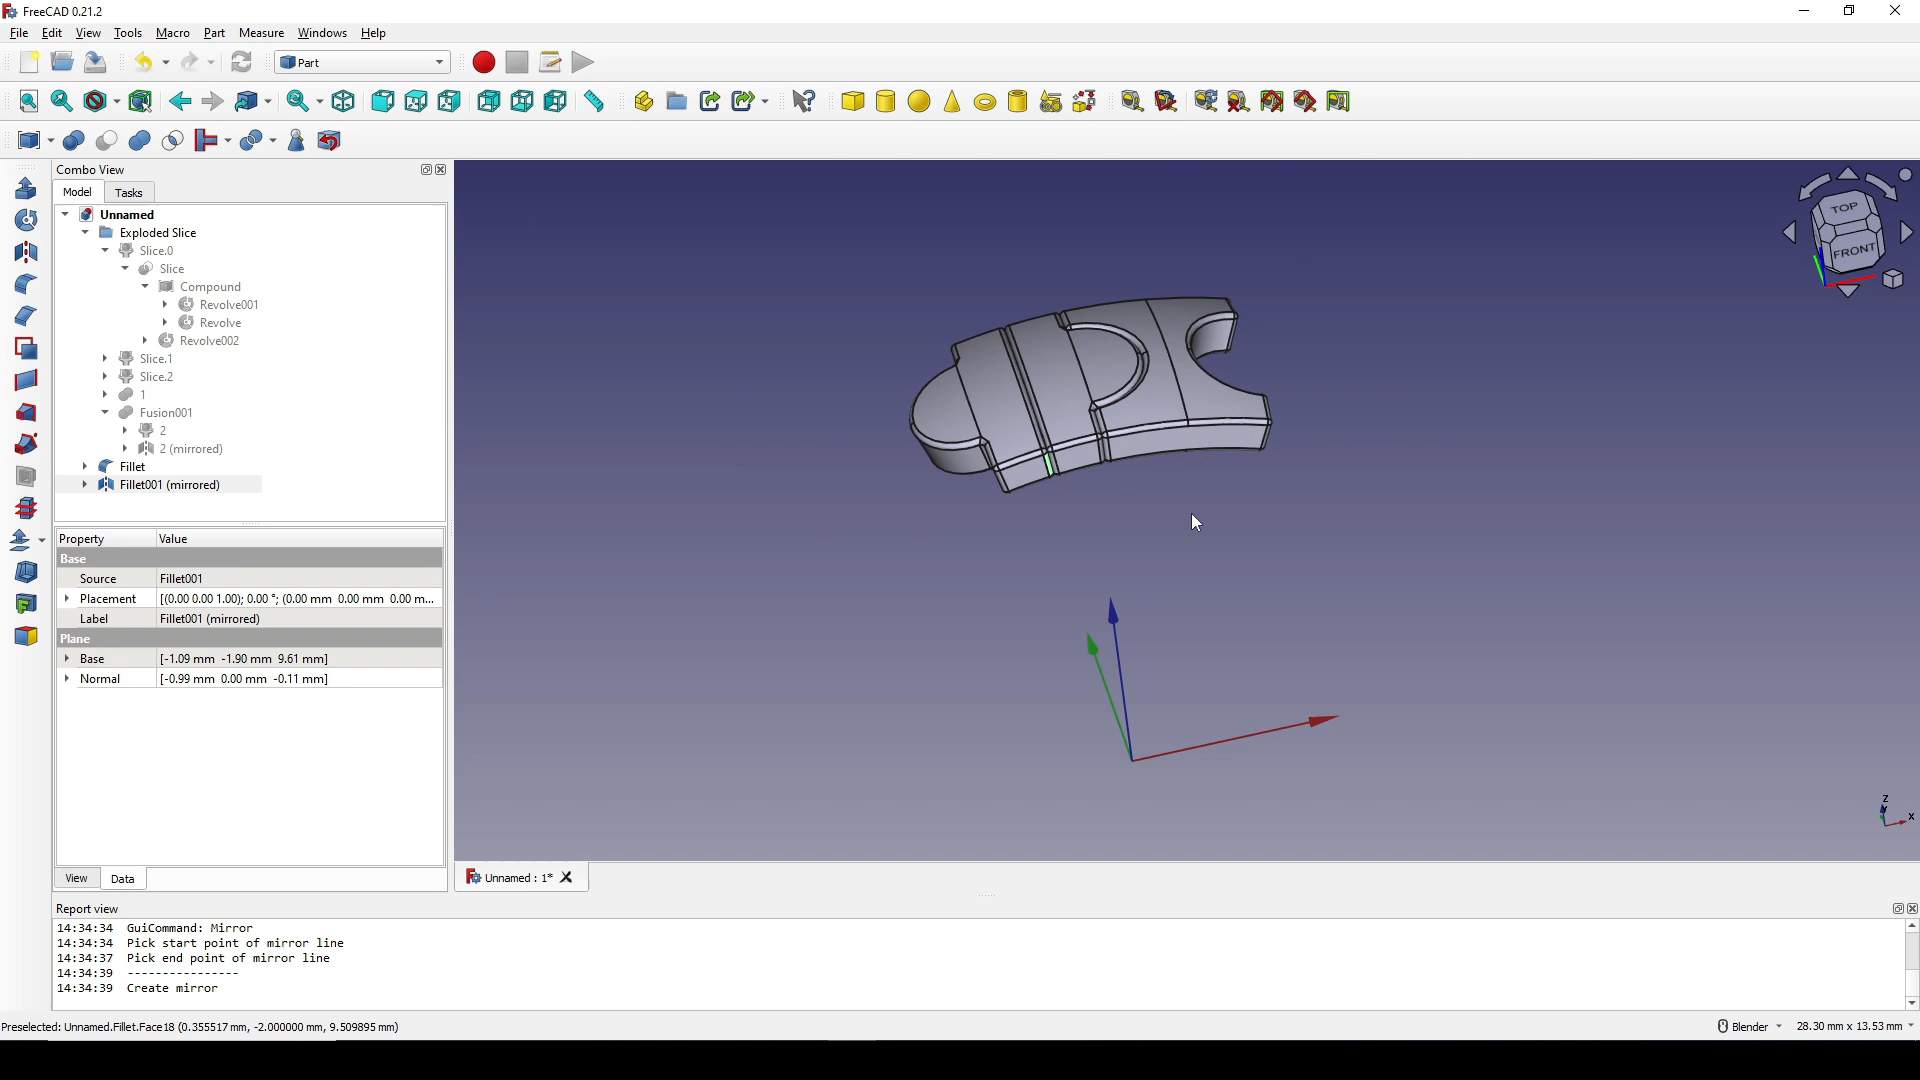 FreeCAD 0.21.2
File Edit View Tools Macro Part Measure Windows Help
Part
Combo View
Model Tasks
Unnamed
Exploded Slice
Slice.0
Slice
Compound
Revolve001
Revolve
Revolve002
Slice.1
Slice.2
1
Fusion001
2
2 (mirrored)
Fillet
Fillet001 (mirrored)
Property Value
Base
Source Fillet001
Placement [(0.00 0.00 1.00); 0.00 °; (0.00 mm 0.00 mm 0.00 m...
Label Fillet001 (mirrored)
Plane
Base [-1.09 mm -1.90 mm 9.61 mm]
Normal [-0.99 mm 0.00 mm -0.11 mm]
View Data
TOP
FRONT
Z
X
Unnamed : 1*
Report view
14:34:34 GuiCommand: Mirror
14:34:34 Pick start point of mirror line
14:34:37 Pick end point of mirror line
14:34:39 ----------------
14:34:39 Create mirror
Preselected: Unnamed.Fillet.Face18 (0.355517 mm, -2.000000 mm, 9.509895 mm)
Blender 28.30 mm x 13.53 mm